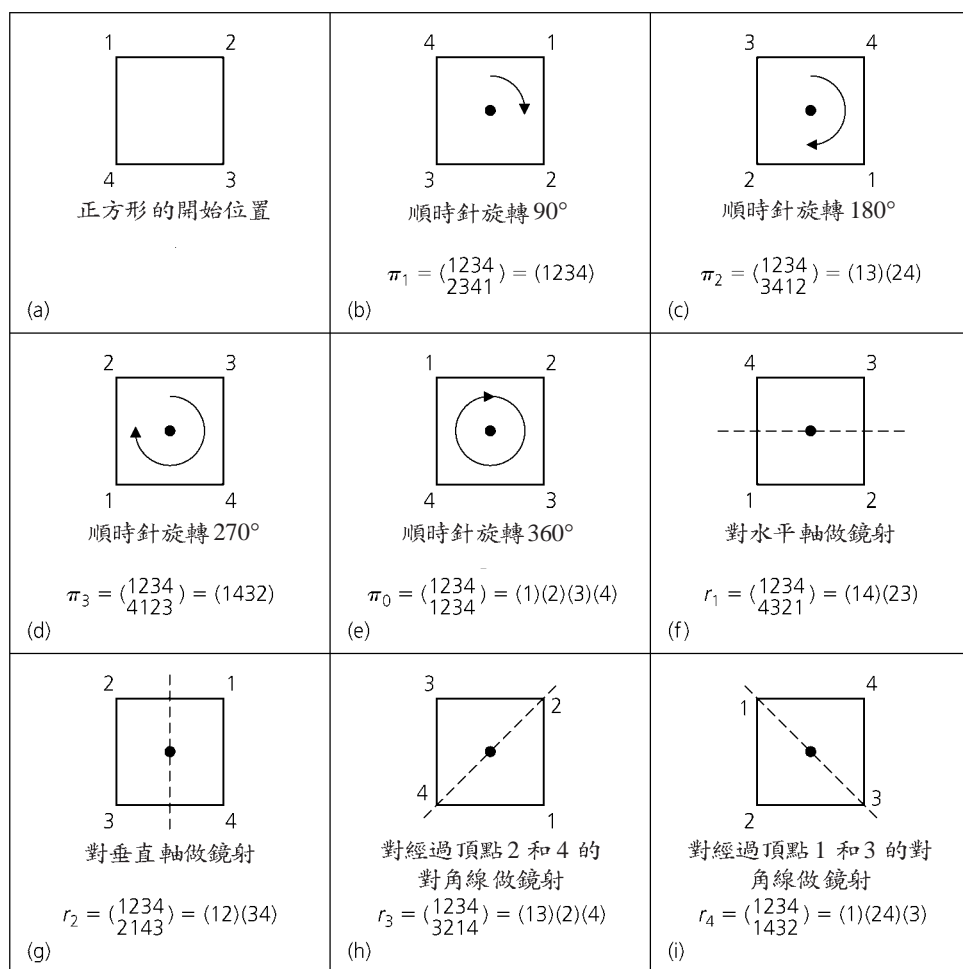 1 2
4 3
正方形的開始位置
(a)
4 1
3 2
順時針旋轉 90°
π₁ = (1234 / 2341) = (1234)
(b)
3 4
2 1
順時針旋轉 180°
π₂ = (1234 / 3412) = (13)(24)
(c)
2 3
1 4
順時針旋轉 270°
π₃ = (1234 / 4123) = (1432)
(d)
1 2
4 3
順時針旋轉 360°
π₀ = (1234 / 1234) = (1)(2)(3)(4)
(e)
4 3
1 2
對水平軸做鏡射
r₁ = (1234 / 4321) = (14)(23)
(f)
2 1
3 4
對垂直軸做鏡射
r₂ = (1234 / 2143) = (12)(34)
(g)
3
2
4
1
對經過頂點 2 和 4 的
對角線做鏡射
r₃ = (1234 / 3214) = (13)(2)(4)
(h)
4
1
3
2
對經過頂點 1 和 3 的對
角線做鏡射
r₄ = (1234 / 1432) = (1)(24)(3)
(i)